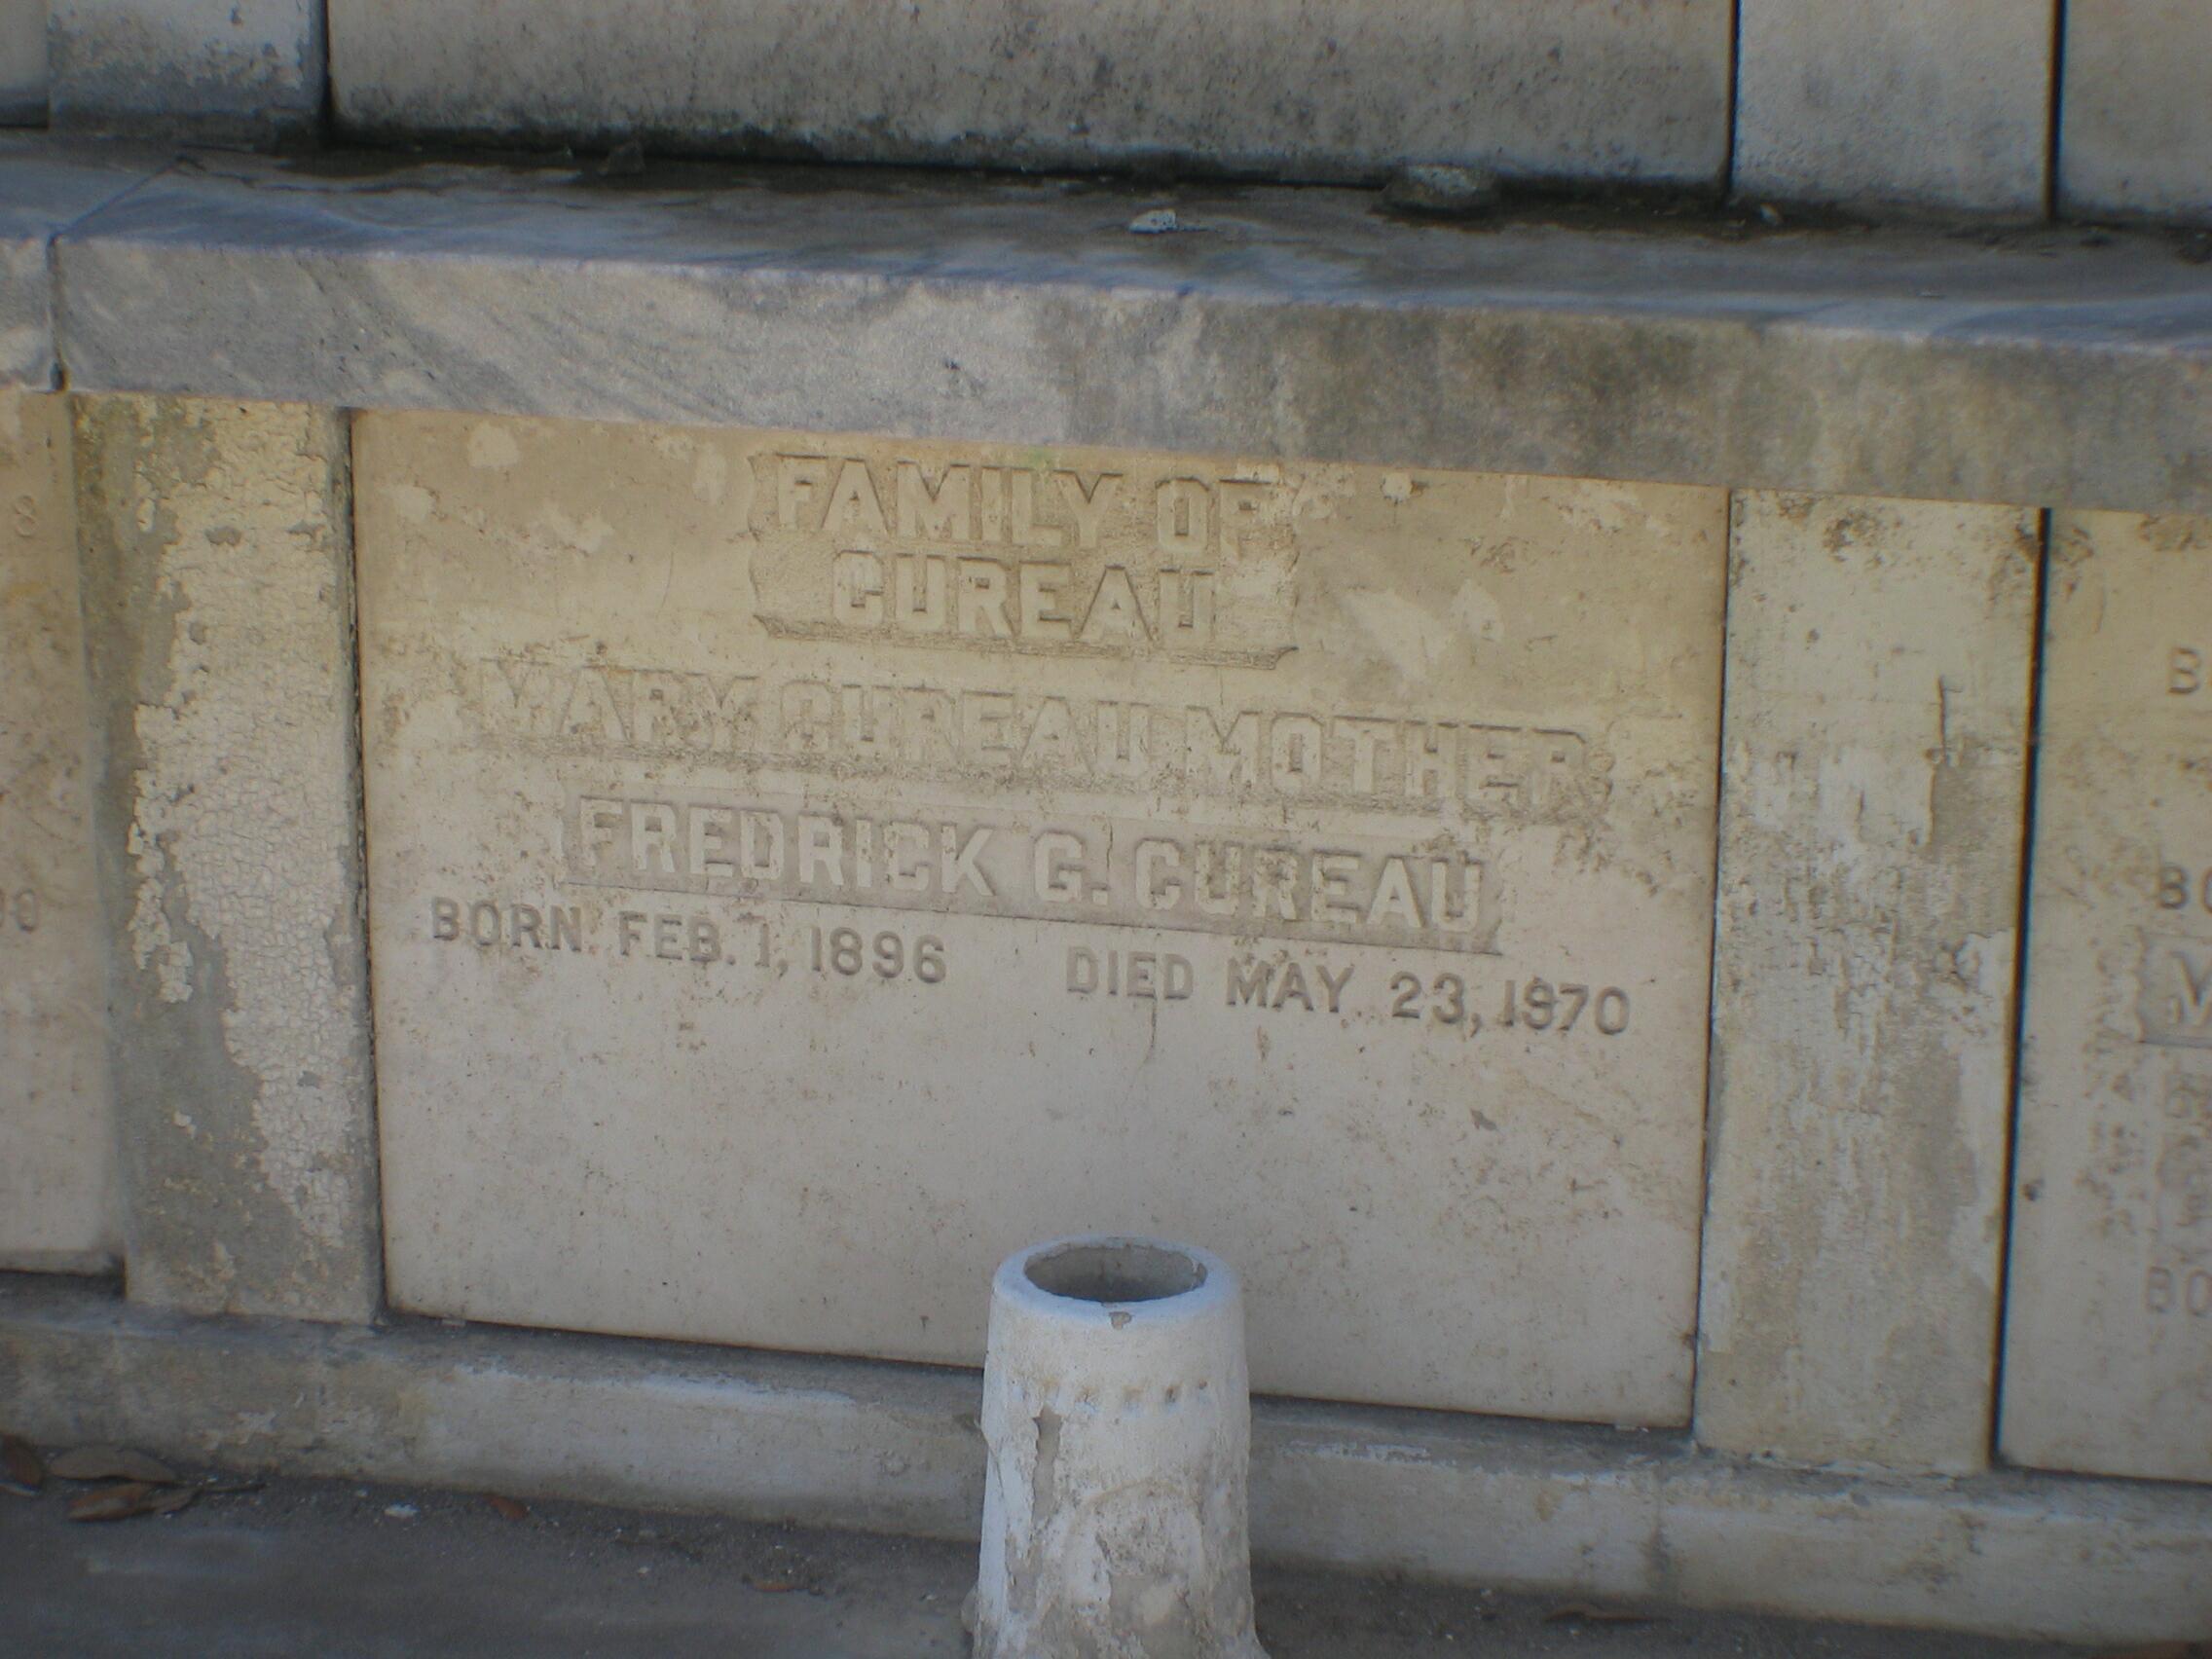 FAMILY OF
CUREAU
MARY CUREAU MOTHER
FREDRICK G. CUREAU
BORN FEB. 1, 1896 DIED MAY 23, 1970